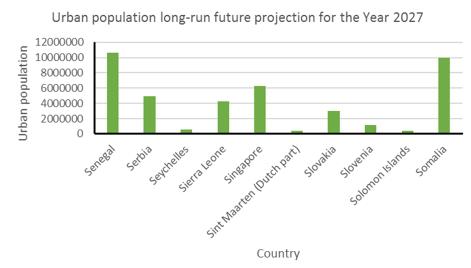 Urban population long-run future projection for the Year 2027
Urban population
12000000
10000000
8000000
6000000
4000000
2000000
0
Senegal
Serbia
Seychelles
Sierra Leone
Singapore
Sint Maarten (Dutch part)
Slovakia
Slovenia
Solomon Islands
Somalia
Country